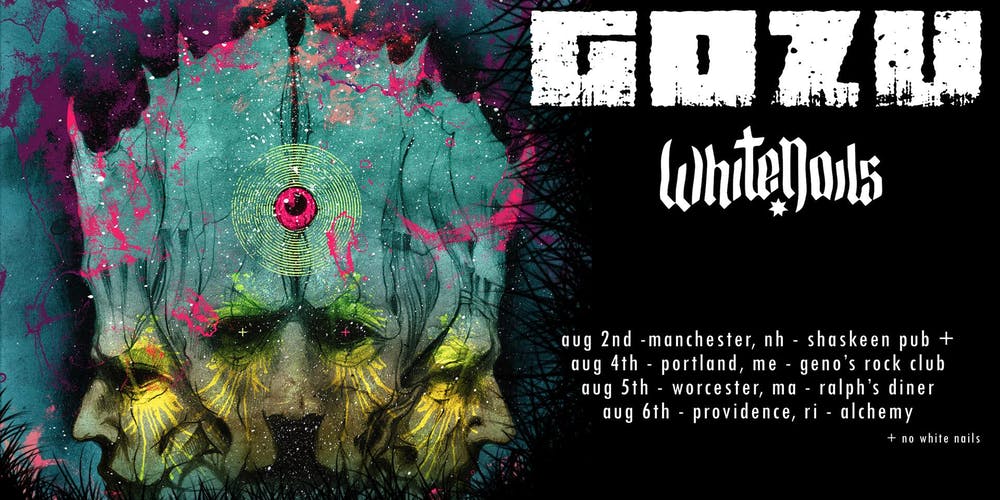 GOZU
WhiteNails
aug 2nd -manchester, nh - shaskeen pub +
aug 4th - portland, me - geno's rock club
aug 5th - worcester, ma - ralph's diner
aug 6th - providence, ri - alchemy
+ no white nails